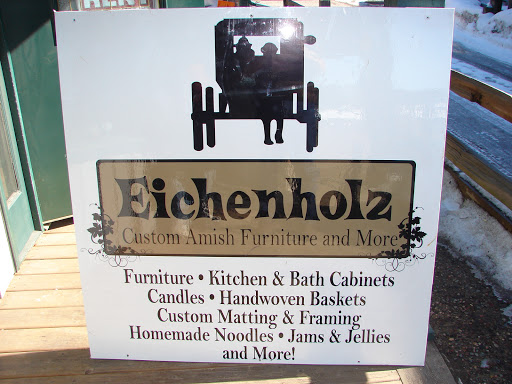 Eichenholz
Custom Amish Furniture and More
Furniture • Kitchen & Bath Cabinets
Candles • Handwoven Baskets
Custom Matting & Framing
Homemade Noodles • Jams & Jellies
and More!